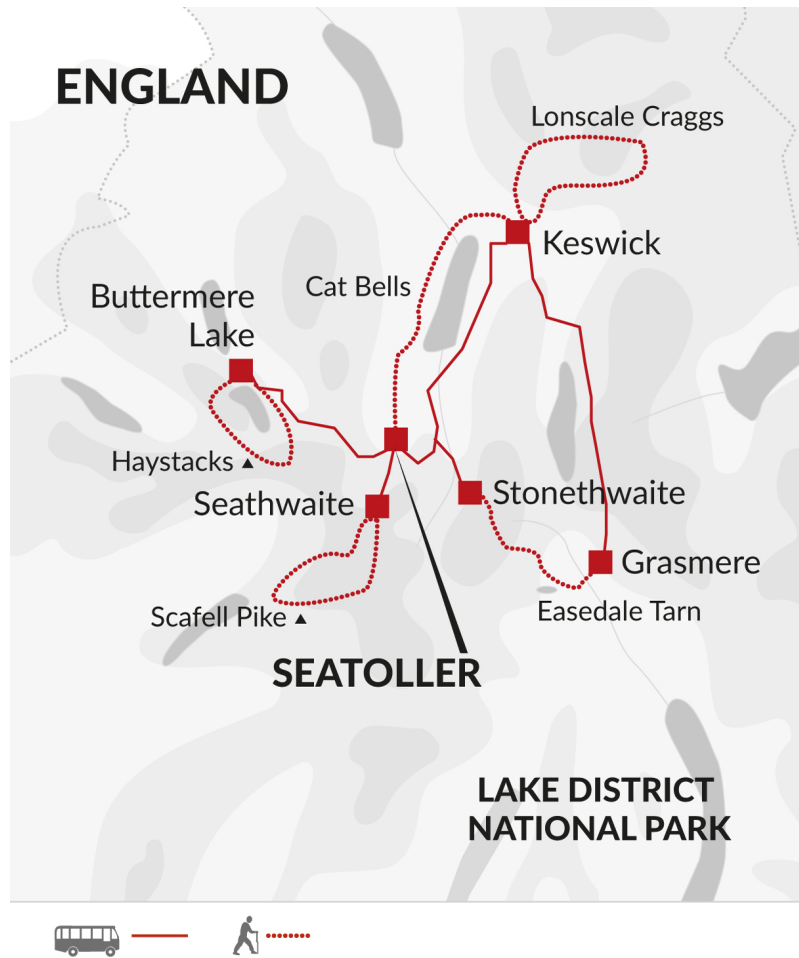 ENGLAND
Lonscale Craggs
Keswick
Cat Bells
Buttermere
Lake
Haystacks
Seathwaite
Stonethwaite
Grasmere
Easedale Tarn
Scafell Pike
SEATOLLER
LAKE DISTRICT
NATIONAL PARK